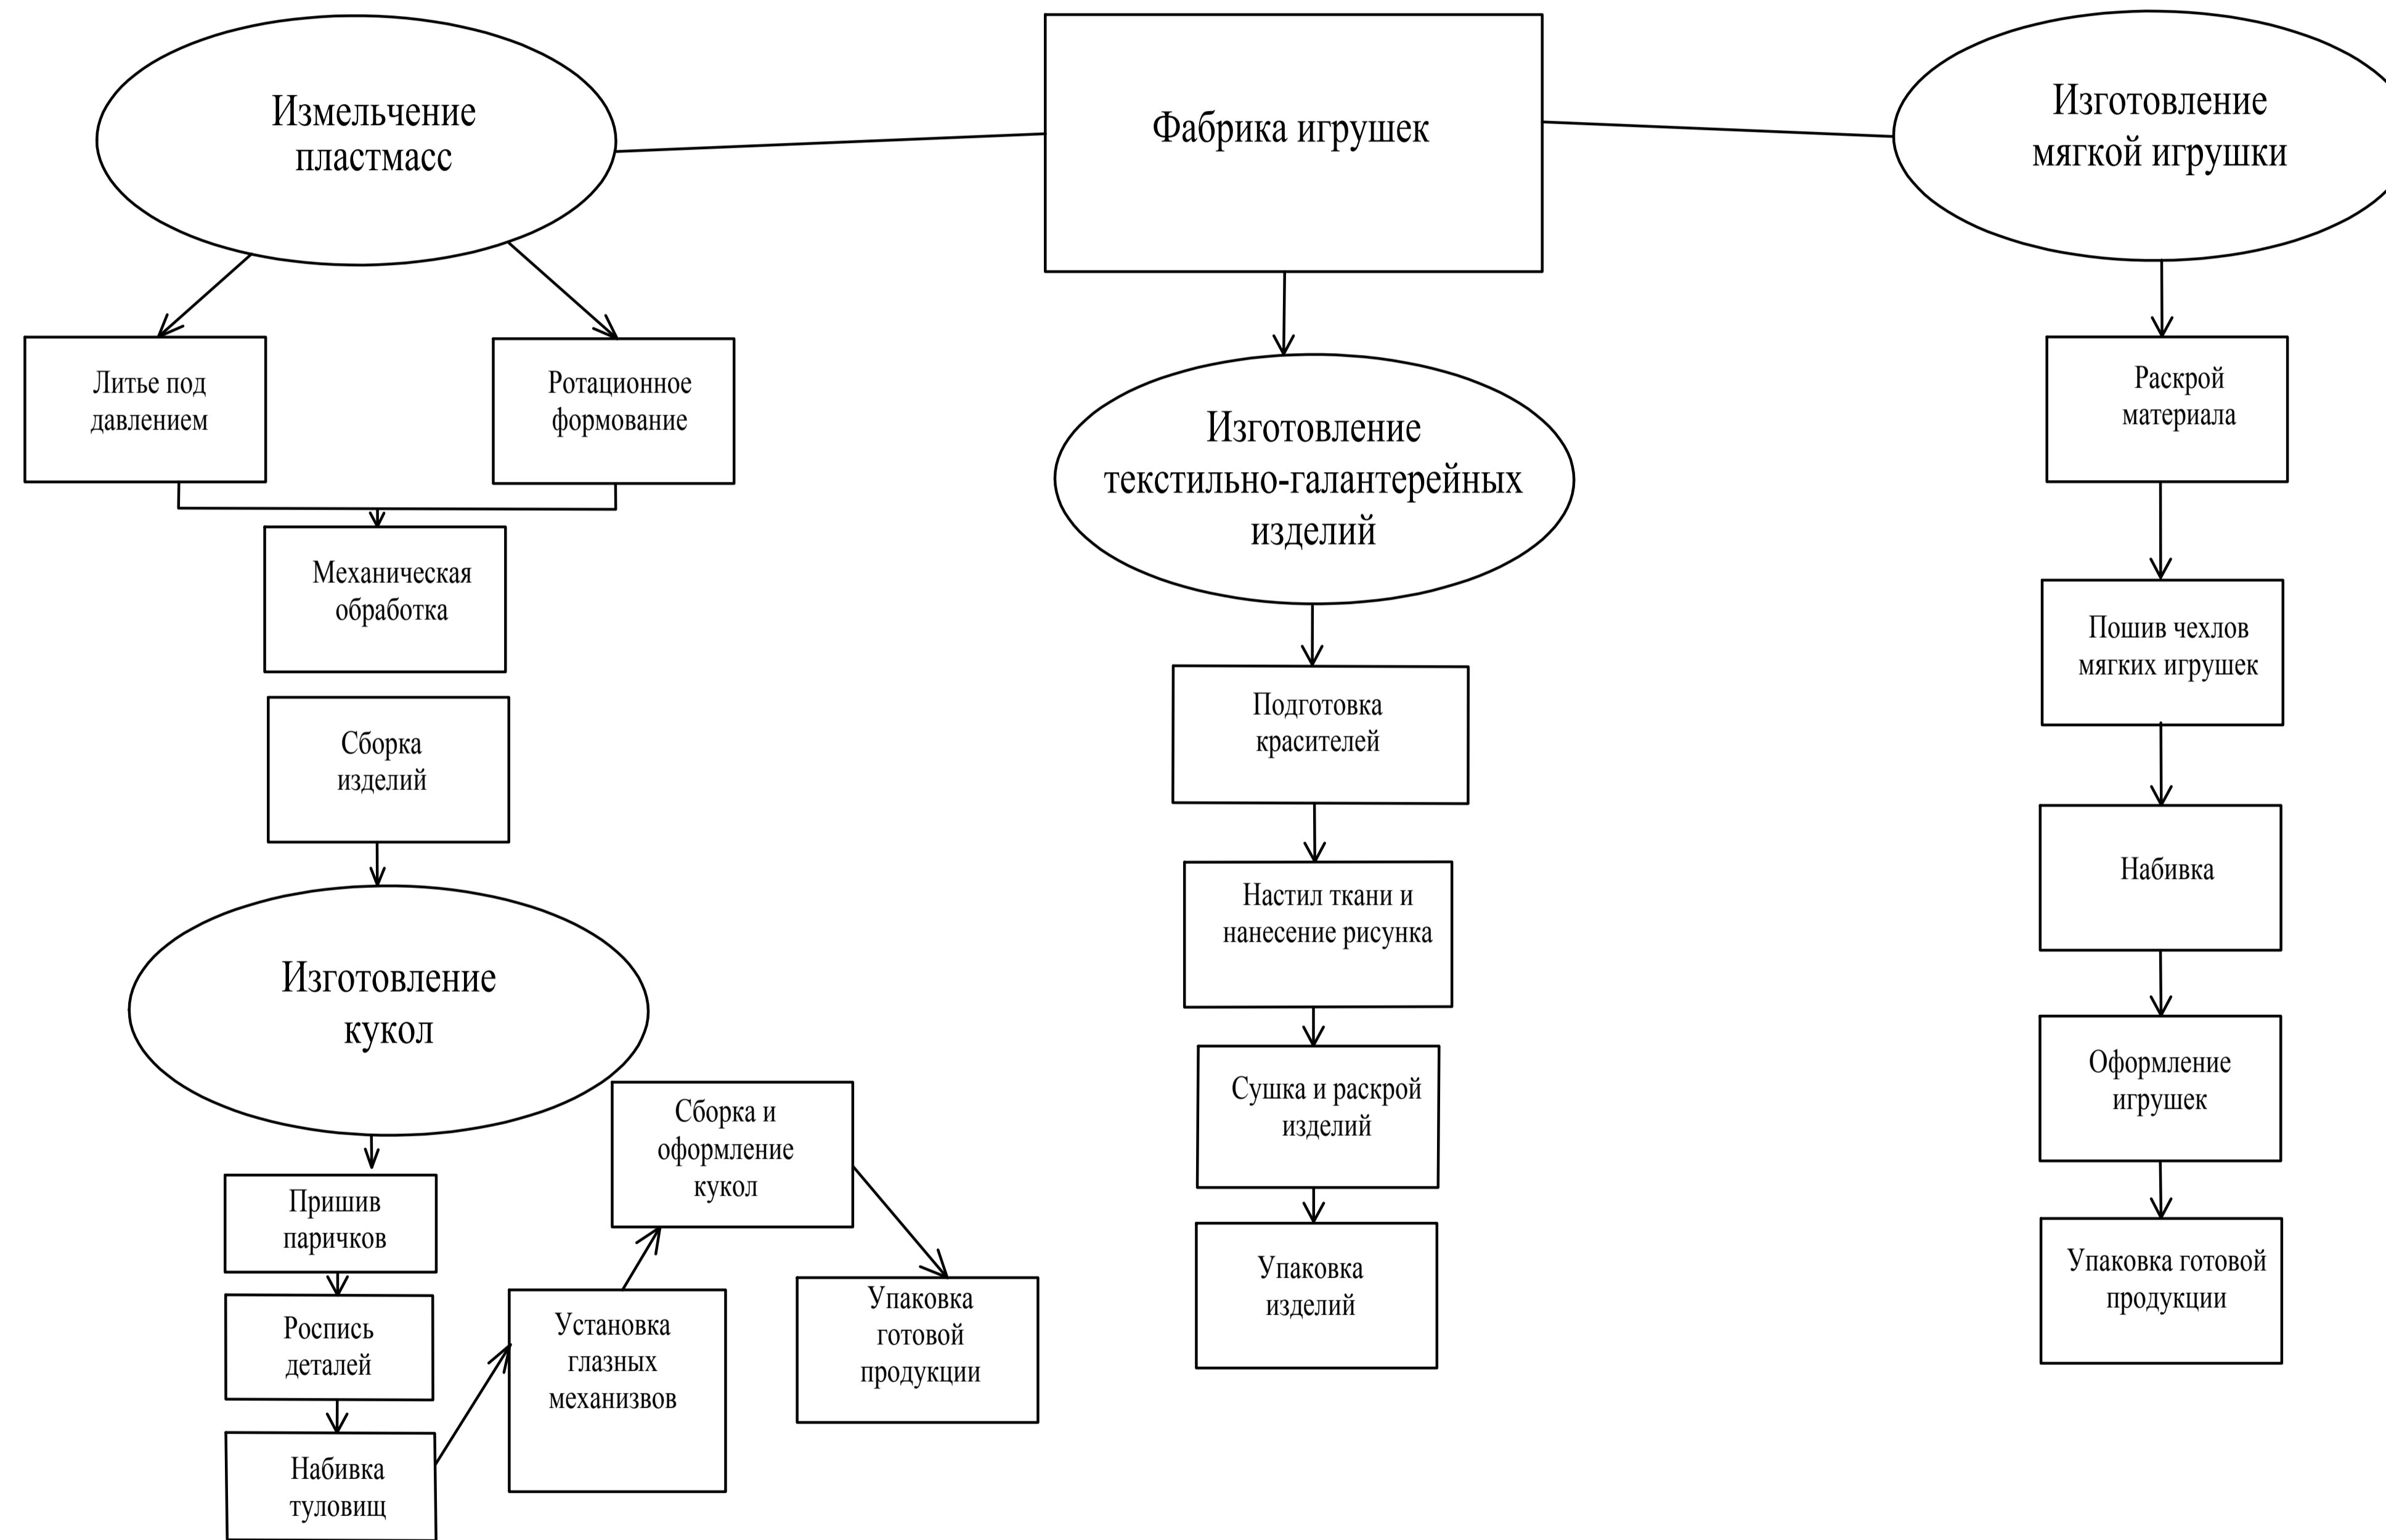 Измельчение
пластмасс
Фабрика игрушек
Изготовление
мягкой игрушки
Литье под
давлением
Ротационное
формование
Механическая
обработка
Сборка
изделий
Изготовление
кукол
Пришив
паричков
Роспись
деталей
Набивка
туловищ
Установка
глазных
механизвов
Сборка и
оформление
кукол
Упаковка
готовой
продукции
Изготовление
текстильно-галантерейных
изделий
Подготовка
красителей
Настил ткани и
нанесение рисунка
Сушка и раскрой
изделий
Упаковка
изделий
Раскрой
материала
Пошив чехлов
мягких игрушек
Набивка
Оформление
игрушек
Упаковка готовой
продукции